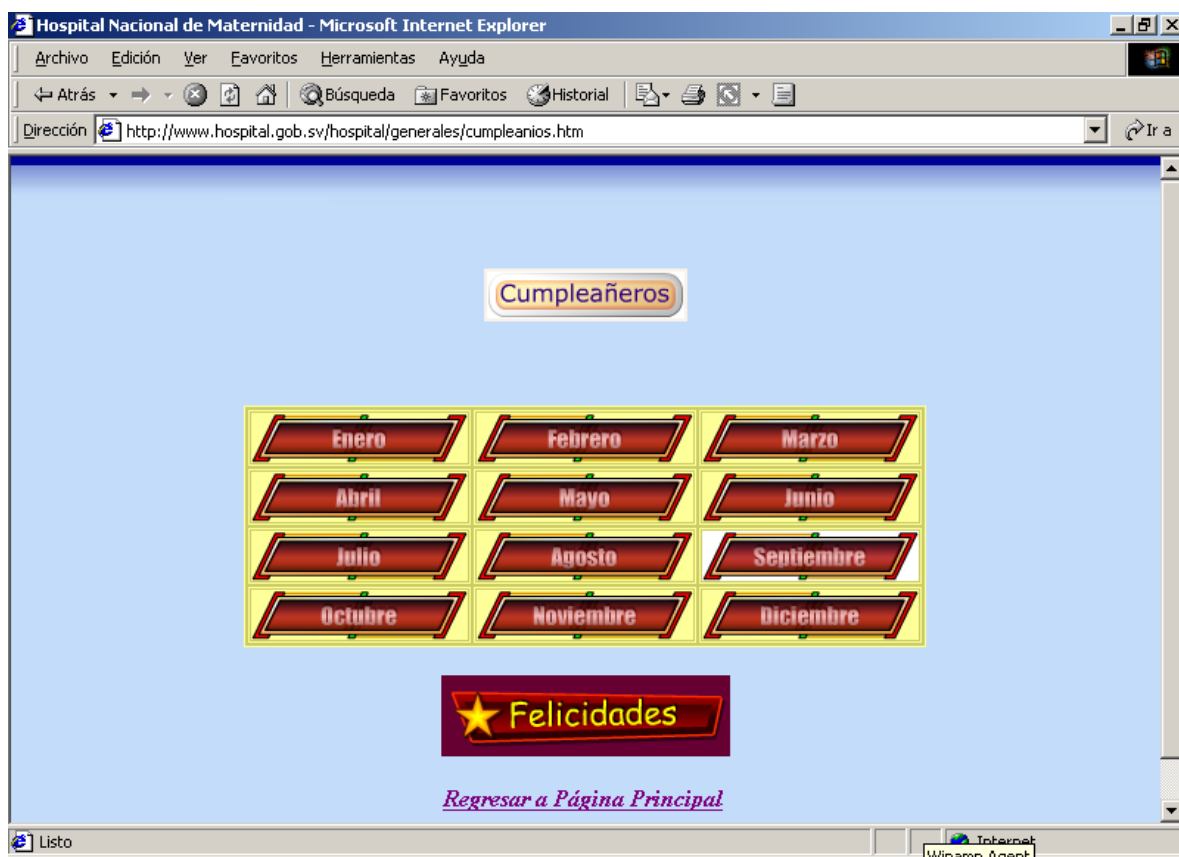 Hospital Nacional de Maternidad - Microsoft Internet Explorer
Archivo Edición Ver Favoritos Herramientas Ayuda
Atrás Búsqueda Favoritos Historial
Dirección http://www.hospital.gob.sv/hospital/generales/cumpleanios.htm Ir a
Cumpleañeros
Enero Febrero Marzo
Abril Mayo Junio
Julio Agosto Septiembre
Octubre Noviembre Diciembre
Felicidades
Regresar a Página Principal
Listo Internet
Winamp Agent